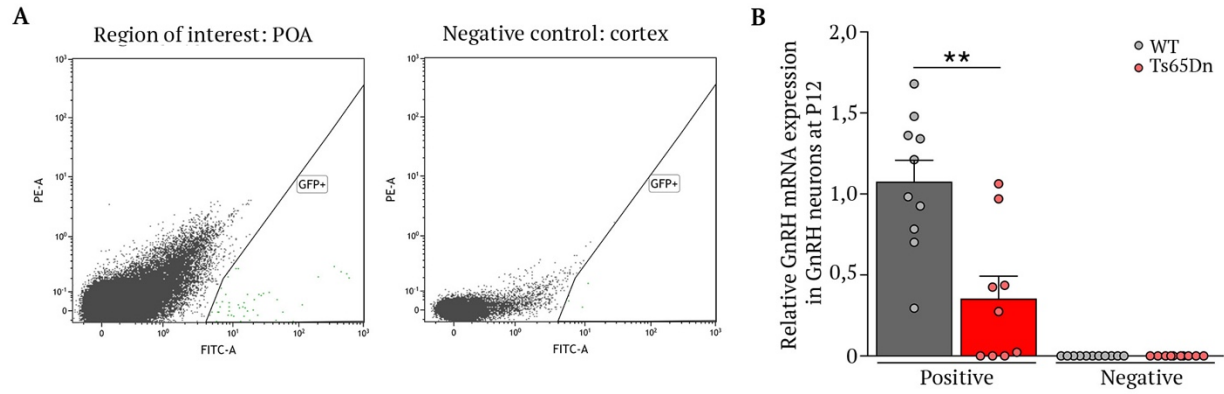 A
Region of interest: POA
10³
10²
10¹
10⁰
10⁻¹
0
PE-A
GFP+
0
10⁰
10¹
10²
10³
FITC-A
Negative control: cortex
10³
10²
10¹
10⁰
10⁻¹
0
PE-A
GFP+
0
10⁰
10¹
10²
10³
FITC-A
B
Relative GnRH mRNA expression
in GnRH neurons at P12
2,0
1,5
1,0
0,5
0
**
WT
Ts65Dn
Positive
Negative